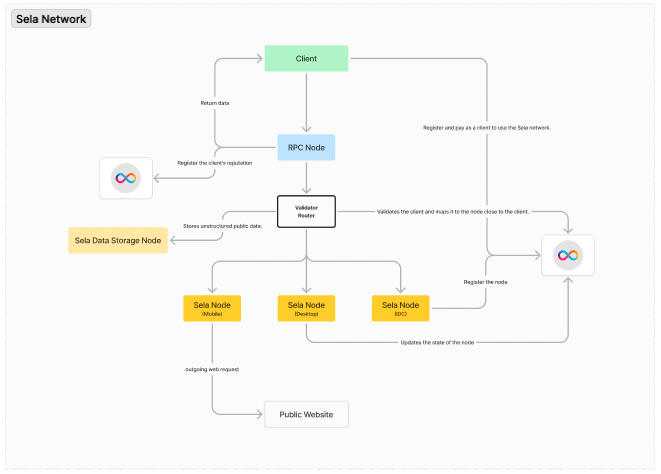 Sela Network
Client
Return data
Register and pay as a client to use the Sela network.
RPC Node
Register the client's reputation
Validator
Router
Validates the client and maps it to the node close to the client.
Stores unstructured public data.
Sela Data Storage Node
Register the node
Sela Node
(Mobile)
Sela Node
(Desktop)
Sela Node
(IDC)
Updates the state of the node
outgoing web request
Public Website